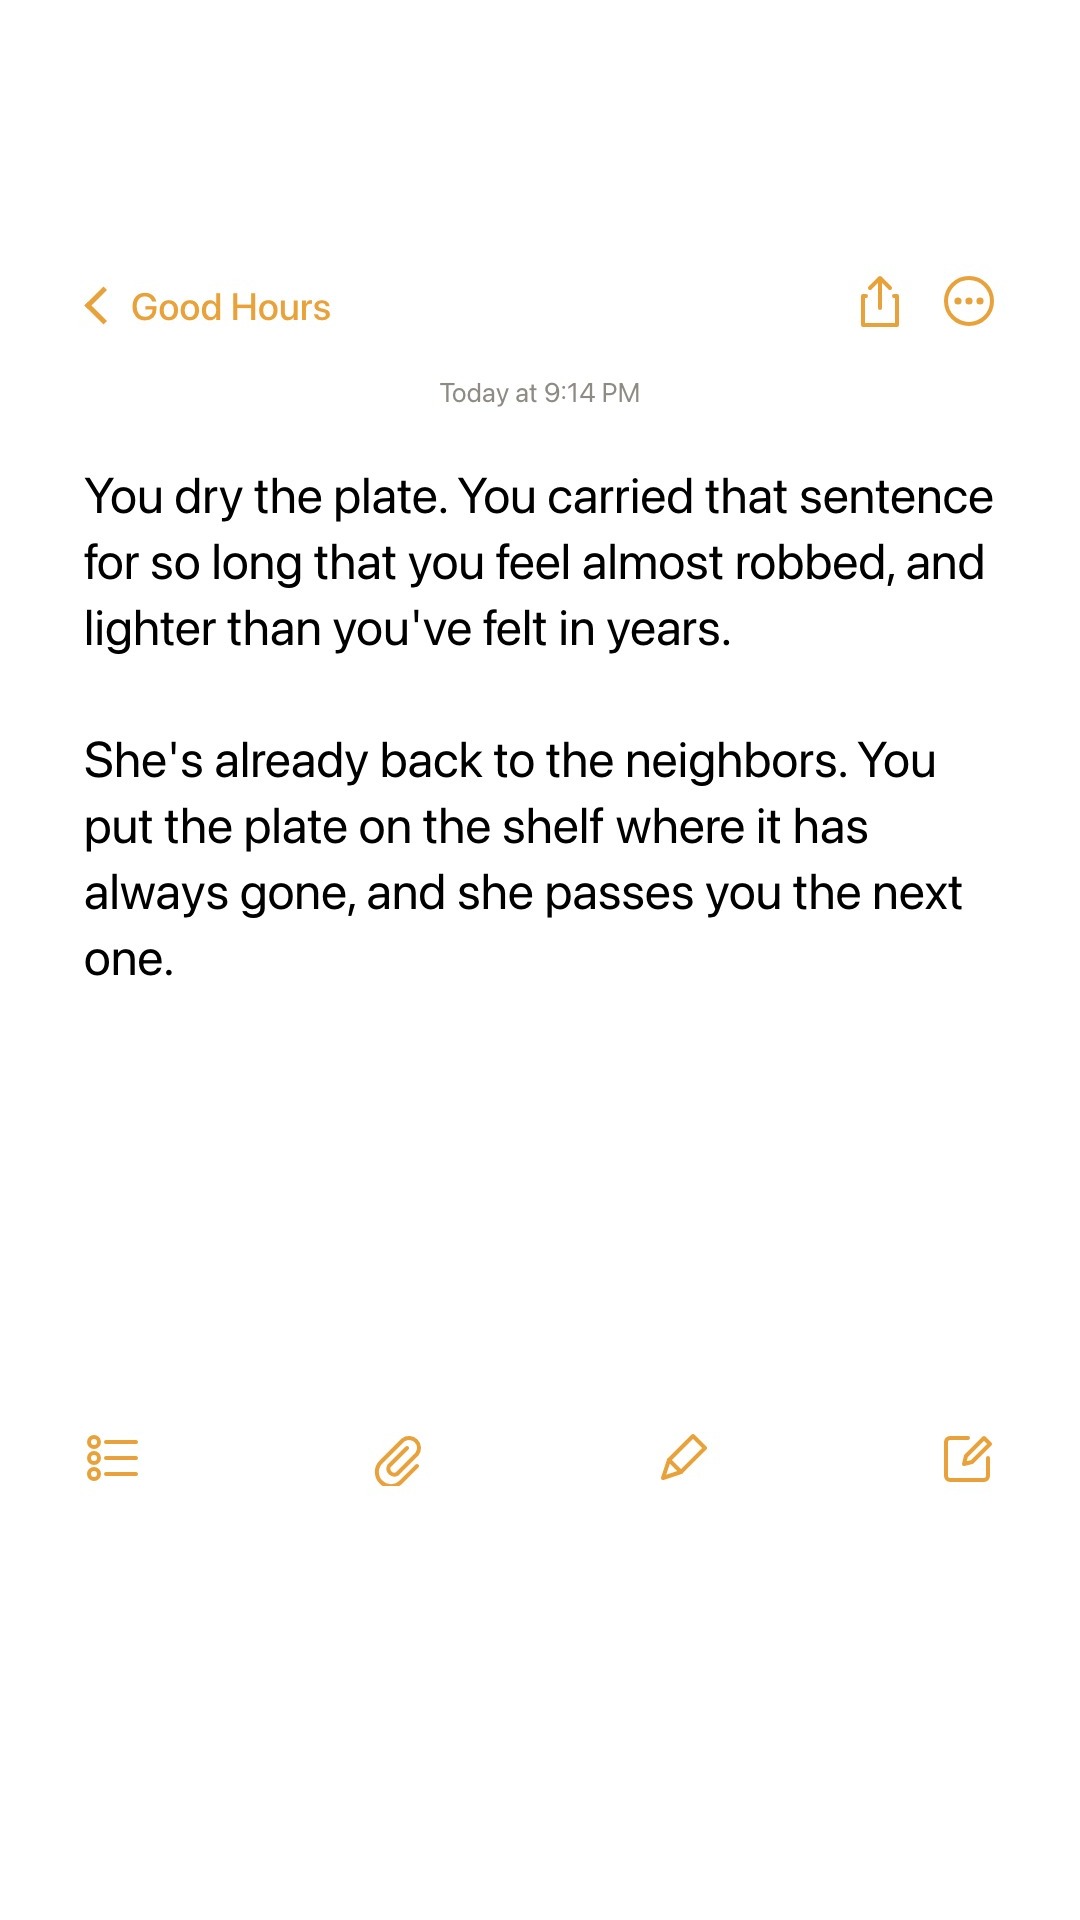 Good Hours
Today at 9:14 PM
You dry the plate. You carried that sentence
for so long that you feel almost robbed, and
lighter than you've felt in years.
She's already back to the neighbors. You
put the plate on the shelf where it has
always gone, and she passes you the next
one.